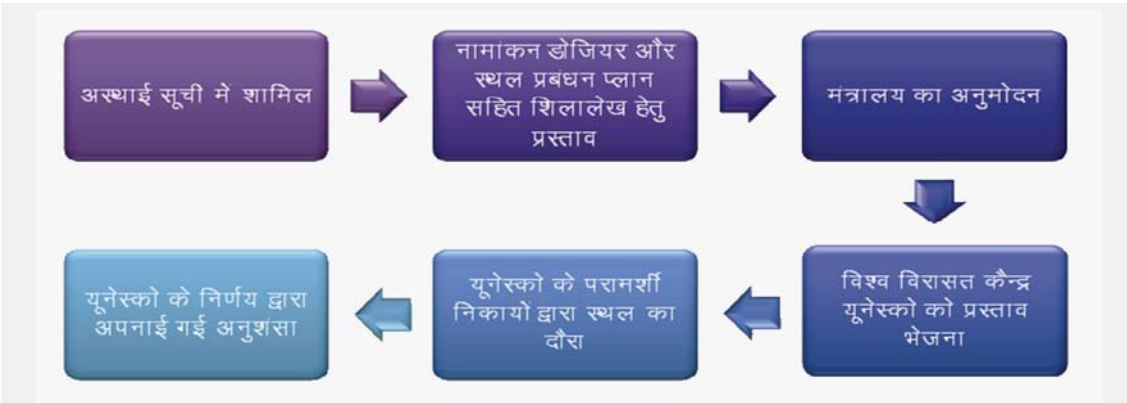 अस्थाई सूची में शामिल
नामांकन डोजियर और
स्थल प्रबंधन प्लान
सहित शिलालेख हेतु
प्रस्ताव
मंत्रालय का अनुमोदन
विश्व विरासत कैन्द्र
यूनेस्को को प्रस्ताव
भेजना
यूनेस्को के परामर्शी
निकायों द्वारा स्थल का
दौरा
यूनेस्को के निर्णय द्वारा
अपनाई गई अनुशंसा